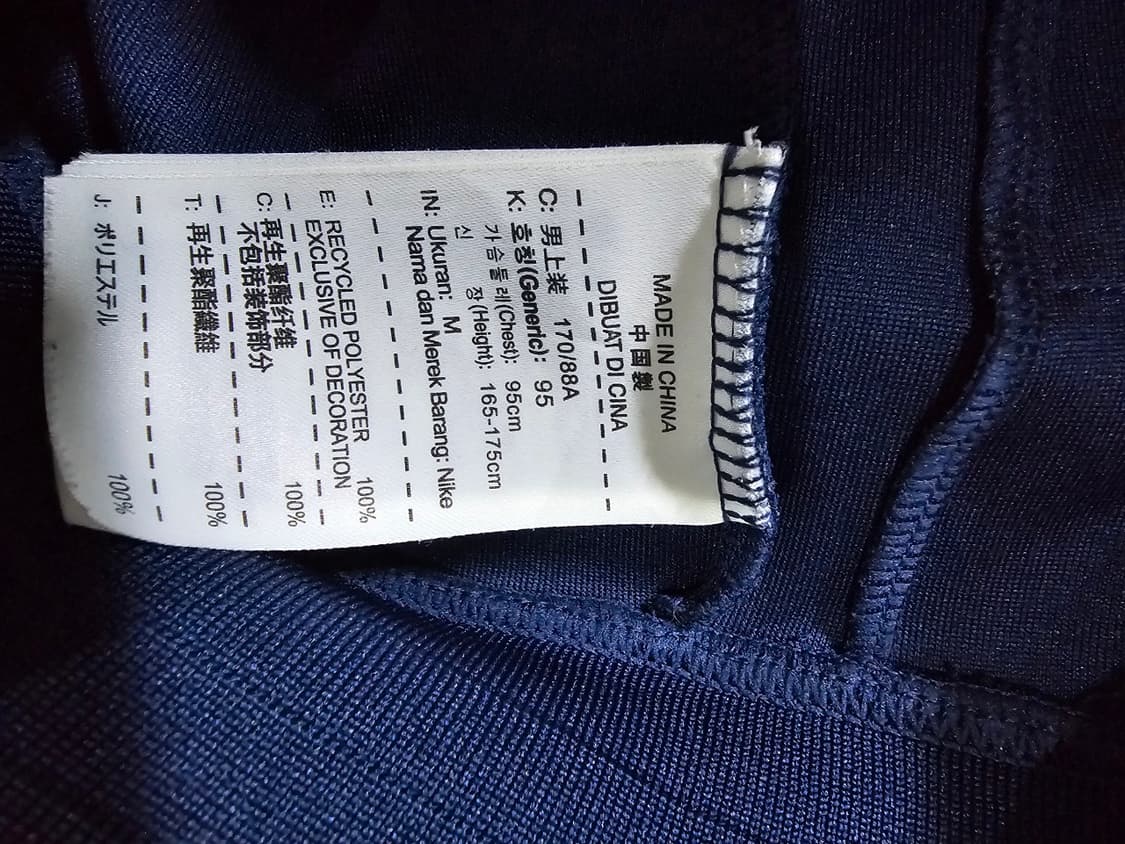 MADE IN CHINA
中国製
DIBUAT DI CINA
C: 男上装 170/88A
K: 호칭(Generic): 95
가슴둘레(Chest): 95cm
신 장(Height): 165-175cm
IN: Ukuran: M
Nama dan Merek Barang: Nike
E: RECYCLED POLYESTER 100%
EXCLUSIVE OF DECORATION
C: 再生聚酯纤维 100%
不包括装饰部分
T: 再生聚酯纖維 100%
J: ポリエステル 100%